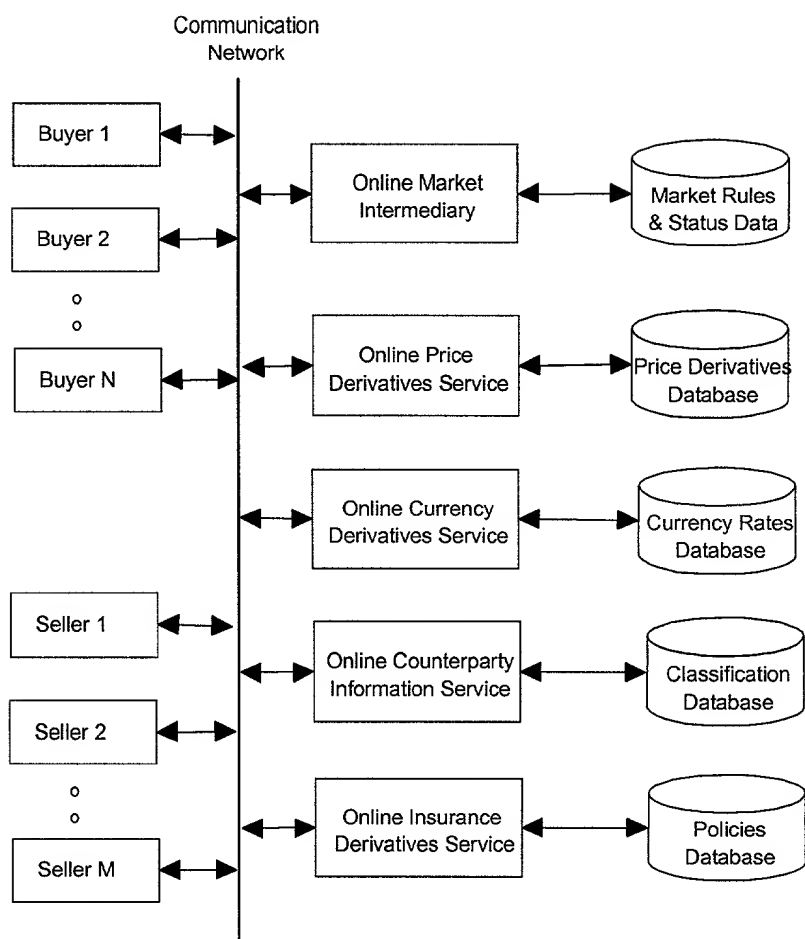 Communication
Network
Buyer 1
Buyer 2
Buyer N
Seller 1
Seller 2
Seller M
Online Market
Intermediary
Market Rules
& Status Data
Online Price
Derivatives Service
Price Derivatives
Database
Online Currency
Derivatives Service
Currency Rates
Database
Online Counterparty
Information Service
Classification
Database
Online Insurance
Derivatives Service
Policies
Database